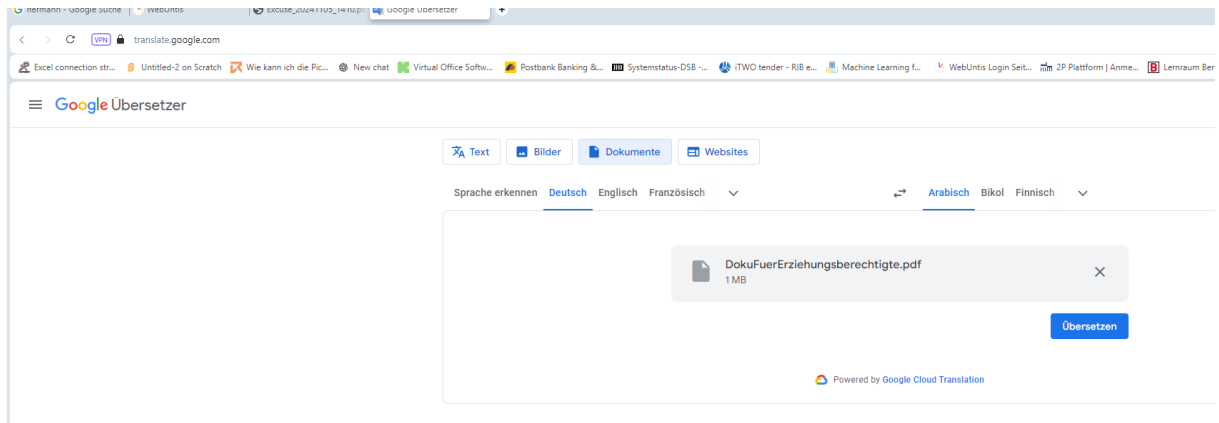 hermann - Google Suche WebUntis Excuse_20241105_1410.p Google Übersetzer +
VPN translate.google.com
Excel connection str... Untitled-2 on Scratch Wie kann ich die Pic... New chat Virtual Office Softw... Postbank Banking &... Systemstatus-DSB -... iTWO tender - RIB e... Machine Learning f... WebUntis Login Seit... 2P Plattform | Anme... Lernraum Ber
Google Übersetzer
Text Bilder Dokumente Websites
Sprache erkennen Deutsch Englisch Französisch Arabisch Bikol Finnisch
DokuFuerErziehungsberechtigte.pdf
1 MB
Übersetzen
Powered by Google Cloud Translation